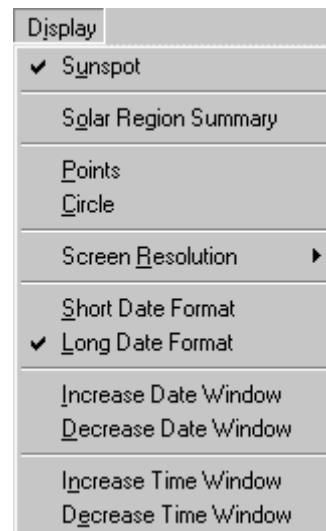 Display
Sunspot
Solar Region Summary
Points
Circle
Screen Resolution
Short Date Format
Long Date Format
Increase Date Window
Decrease Date Window
Increase Time Window
Decrease Time Window